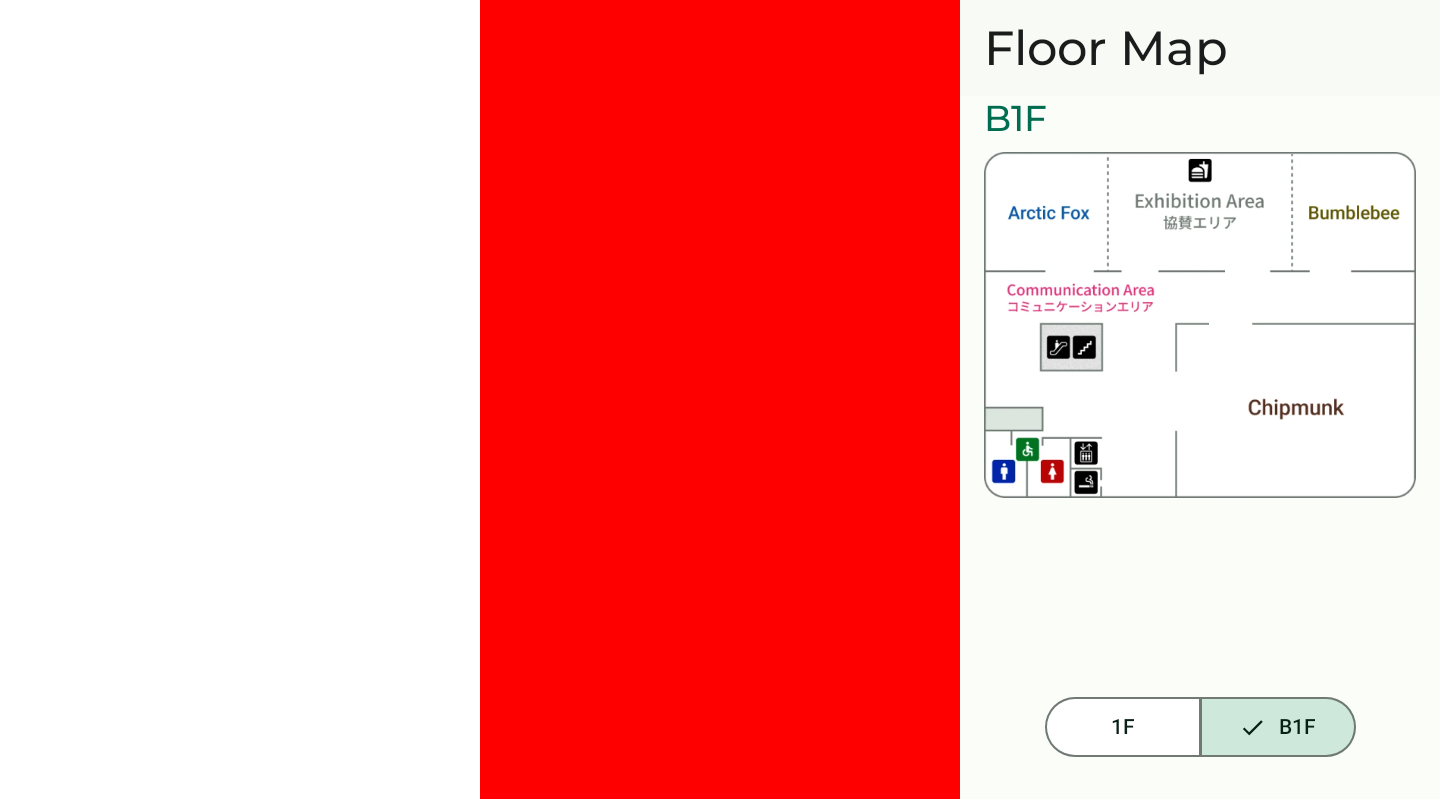 Floor Map
B1F
Arctic Fox
Exhibition Area
協賛エリア
Bumblebee
Communication Area
コミュニケーションエリア
Chipmunk
1F
B1F